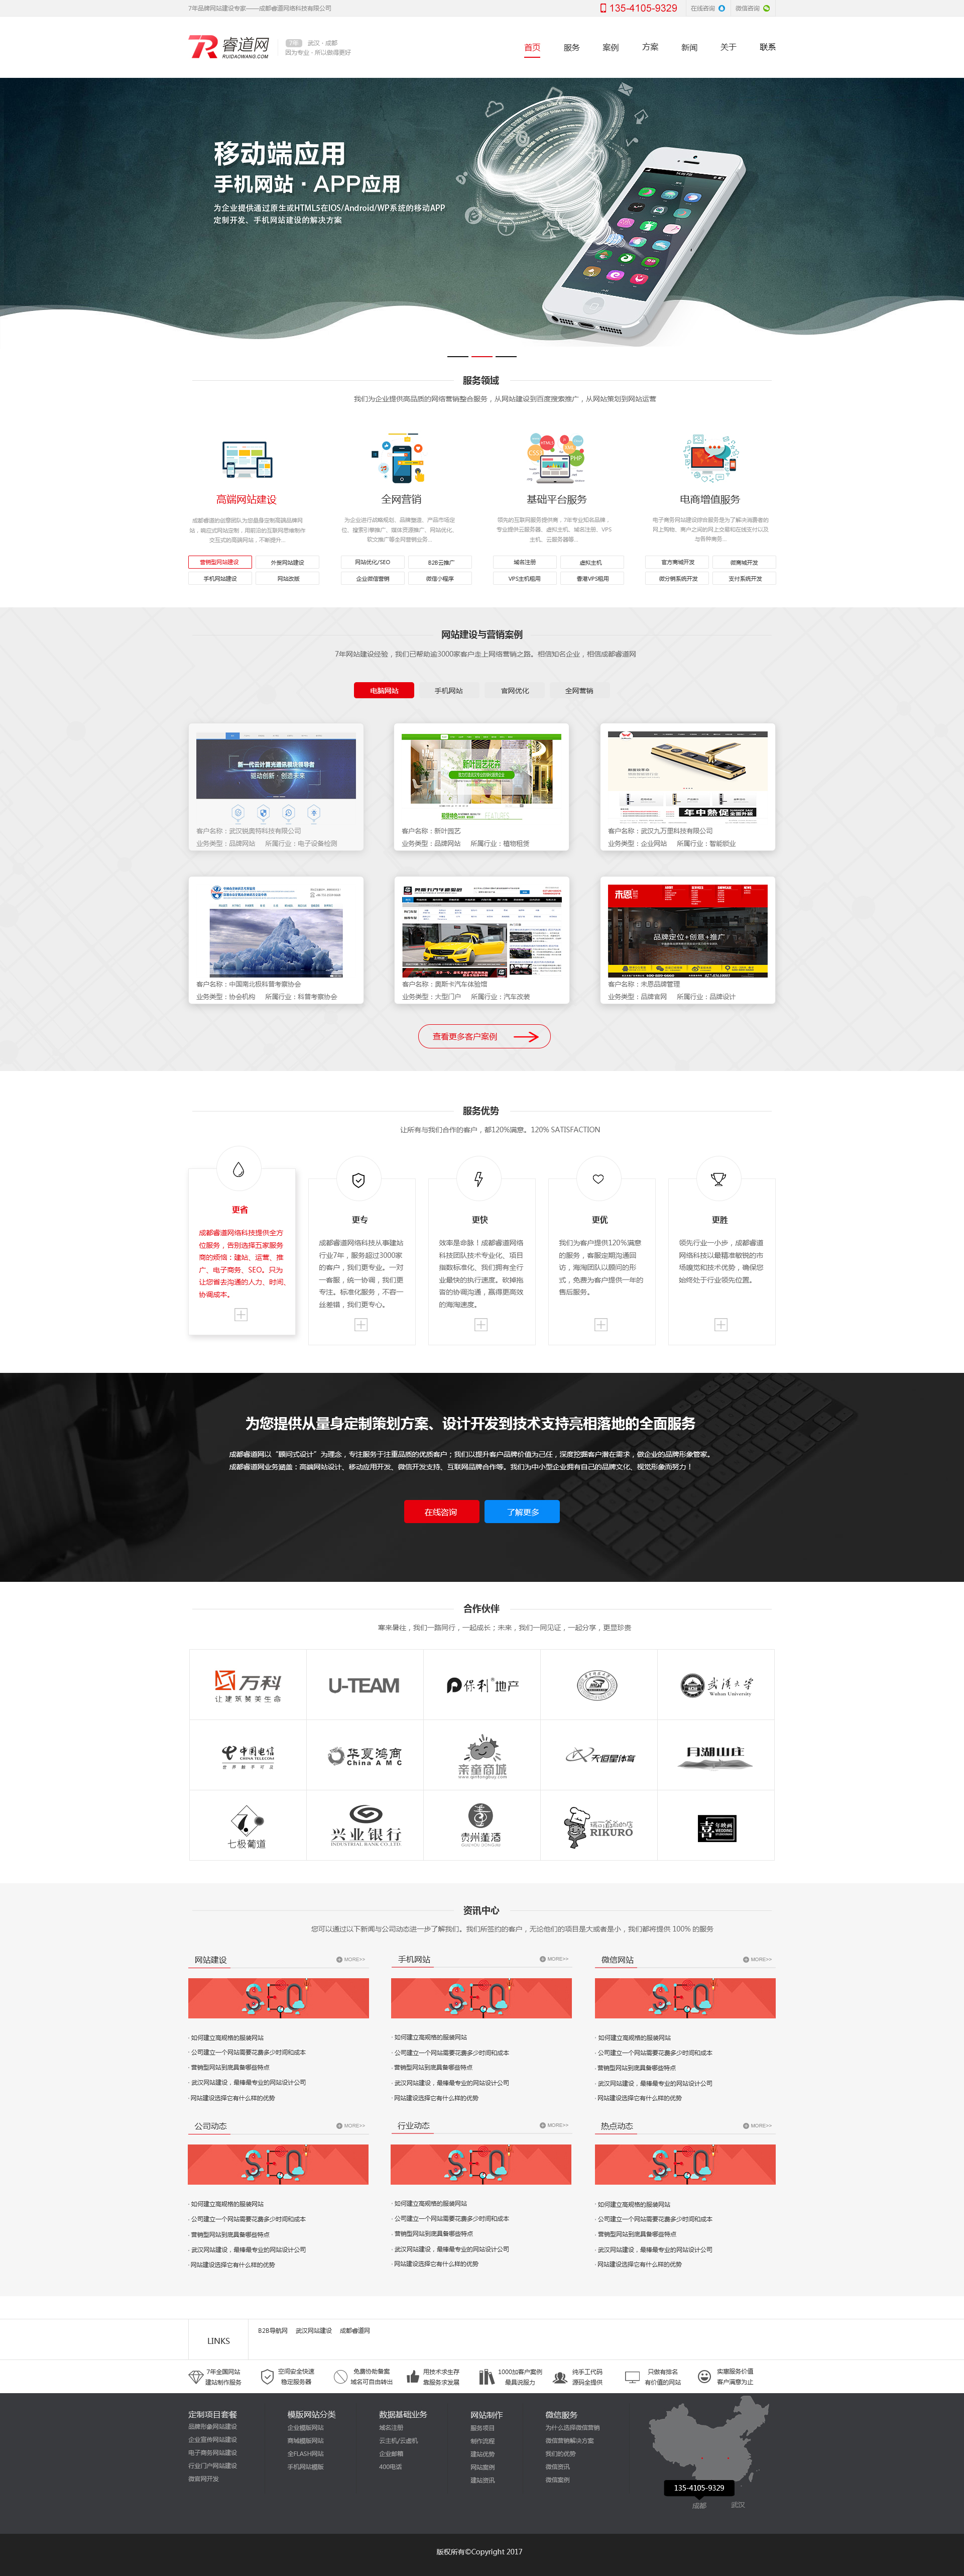 7年品牌网站建设专家——成都睿道网络科技有限公司
135-4105-9329 在线咨询 微信咨询
睿道网
RUIDAOWANG.COM
武汉 · 成都
因为专业 · 所以做得更好
首页 服务 案例 方案 新闻 关于 联系
移动端应用
手机网站 · APP应用
为企业提供通过原生或HTML5在IOS/Android/WP系统的移动APP
定制开发、手机网站建设的解决方案
服务领域
我们为企业提供高品质的网络营销整合服务，从网站建设到百度搜索推广，从网站策划到网站运营
高端网站建设 全网营销 基础平台服务 电商增值服务
成都睿道的创意团队为您量身定制高端品牌网
站，响应式网站定制，用前沿的互联网思维制作
交互式的高端网站，不断提升...
为企业进行战略规划、品牌塑造、产品市场定
位、搜索引擎推广、媒体资源推广、网站优化、
软文推广等全网营销业务...
领先的互联网服务提供商，7年专业知名品牌，
专业提供云服务器、虚拟主机、域名注册、VPS
主机、云服务器等...
电子商务网站建设综合服务想为了解决消费者的
网上购物、商户之间的网上交易和在线支付以及
与各种商务...
营销型网站建设 外贸网站建设 网站优化/SEO B2B云推广 域名注册 虚拟主机 官方商城开发 微商城开发
手机网站建设 网站改版 企业微信营销 微信小程序 VPS主机租用 香港VPS租用 微分销系统开发 支付系统开发
网站建设与营销案例
7年网站建设经验，我们已帮助逾3000家客户走上网络营销之路。相信知名企业，相信成都睿道网
电脑网站 手机网站 官网优化 全网营销
新一代云计算光通讯模块领导者
驱动创新 · 创造未来
新叶园艺花卉
年中热促
客户名称：武汉锐奥特科技有限公司
业务类型：品牌网站 所属行业：电子设备检测
客户名称：新叶园艺
业务类型：品牌网站 所属行业：植物租赁
客户名称：武汉九万里科技有限公司
业务类型：企业网站 所属行业：智能锁业
未恩
品牌定位+创意+推广
客户名称：中国南北极科普考察协会
业务类型：协会机构 所属行业：科普考察协会
客户名称：奥斯卡汽车体验馆
业务类型：大型门户 所属行业：汽车改装
客户名称：未恩品牌管理
业务类型：品牌官网 所属行业：品牌设计
查看更多客户案例
服务优势
让所有与我们合作的客户，都120%满意。120% SATISFACTION
更省
成都睿道网络科技提供全方
位服务，告别选择五家服务
商的烦恼：建站、运营、推
广、电子商务、SEO。只为
让您省去沟通的人力、时间、
协调成本。
更专
成都睿道网络科技从事建站
行业7年，服务超过3000家
的客户，我们更专业。一对
一客服，统一协调，我们更
专注。标准化服务，不容一
丝差错，我们更专心。
更快
效率是命脉！成都睿道网络
科技团队技术专业化、项目
指数标准化、我们拥有全行
业最快的执行速度。砍掉拖
沓的协调沟通，赢得更高效
的海淘速度。
更优
我们为客户提供120％满意
的服务，客服定期沟通回
访，海淘团队以顾问的形
式，免费为客户提供一年的
售后服务。
更胜
领先行业一小步，成都睿道
网络科技以最精准敏锐的市
场嗅觉和技术优势，确保您
始终处于行业领先位置。
为您提供从量身定制策划方案、设计开发到技术支持亮相落地的全面服务
成都睿道网以“顾问式设计”为理念，专注服务于注重品质的优质客户；我们以提升客户品牌价值为己任，深度挖掘客户潜在需求，做企业的品牌形象管家。
成都睿道网业务涵盖：高端网站设计、移动应用开发、微信开发支持、互联网品牌合作等。我们为中小型企业拥有自己的品牌文化、视觉形象而努力！
在线咨询 了解更多
合作伙伴
寒来暑往，我们一路同行，一起成长；未来，我们一同见证，一起分享，更显珍贵
万科
让建筑赞美生命
U-TEAM
保利地产
武汉大学
Wuhan University
中国电信
CHINA TELECOM
世界触手可及
华夏鸿商
China A M C
亲童商城
www.qintongbuy.com
天恒星体育
月湖山庄
七极葡道
兴业银行
INDUSTRIAL BANK CO.,LTD.
贵州董酒
RIKURO
喜年映画
资讯中心
您可以通过以下新闻与公司动态进一步了解我们。我们所签约的客户，无论他们的项目是大或者是小，我们都将提供 100% 的服务
网站建设 MORE>> 手机网站 MORE>> 微信网站 MORE>>
SEO SEO SEO
· 如何建立高规格的服装网站 · 如何建立高规格的服装网站 · 如何建立高规格的服装网站
· 公司建立一个网站需要花费多少时间和成本 · 公司建立一个网站需要花费多少时间和成本 · 公司建立一个网站需要花费多少时间和成本
· 营销型网站到底具备哪些特点 · 营销型网站到底具备哪些特点 · 营销型网站到底具备哪些特点
· 武汉网站建设，最棒最专业的网站设计公司 · 武汉网站建设，最棒最专业的网站设计公司 · 武汉网站建设，最棒最专业的网站设计公司
· 网站建设选择它有什么样的优势 · 网站建设选择它有什么样的优势 · 网站建设选择它有什么样的优势
公司动态 MORE>> 行业动态 MORE>> 热点动态 MORE>>
SEO SEO SEO
· 如何建立高规格的服装网站 · 如何建立高规格的服装网站 · 如何建立高规格的服装网站
· 公司建立一个网站需要花费多少时间和成本 · 公司建立一个网站需要花费多少时间和成本 · 公司建立一个网站需要花费多少时间和成本
· 营销型网站到底具备哪些特点 · 营销型网站到底具备哪些特点 · 营销型网站到底具备哪些特点
· 武汉网站建设，最棒最专业的网站设计公司 · 武汉网站建设，最棒最专业的网站设计公司 · 武汉网站建设，最棒最专业的网站设计公司
· 网站建设选择它有什么样的优势 · 网站建设选择它有什么样的优势 · 网站建设选择它有什么样的优势
LINKS
B2B导航网 武汉网站建设 成都睿道网
7年全国网站 空间安全快速 免费协助备案 用技术求生存 1000加客户案例 纯手工代码 只做有排名 实惠服务价值
建站制作服务 稳定服务器 域名可自由转出 靠服务求发展 最具说服力 源码全提供 有价值的网站 客户满意为止
定制项目套餐
品牌形象网站建设
企业宣传网站建设
电子商务网站建设
行业门户网站建设
微官网开发
模版网站分类
企业模版网站
商城模版网站
全FLASH网站
手机网站模版
数据基础业务
域名注册
云主机/云虚机
企业邮箱
400电话
网站制作
服务项目
制作流程
建站优势
网站案例
建站资讯
微信服务
为什么选择微信营销
微信营销解决方案
我们的优势
微信资讯
微信案例
135-4105-9329
成都 武汉
版权所有©Copyright 2017